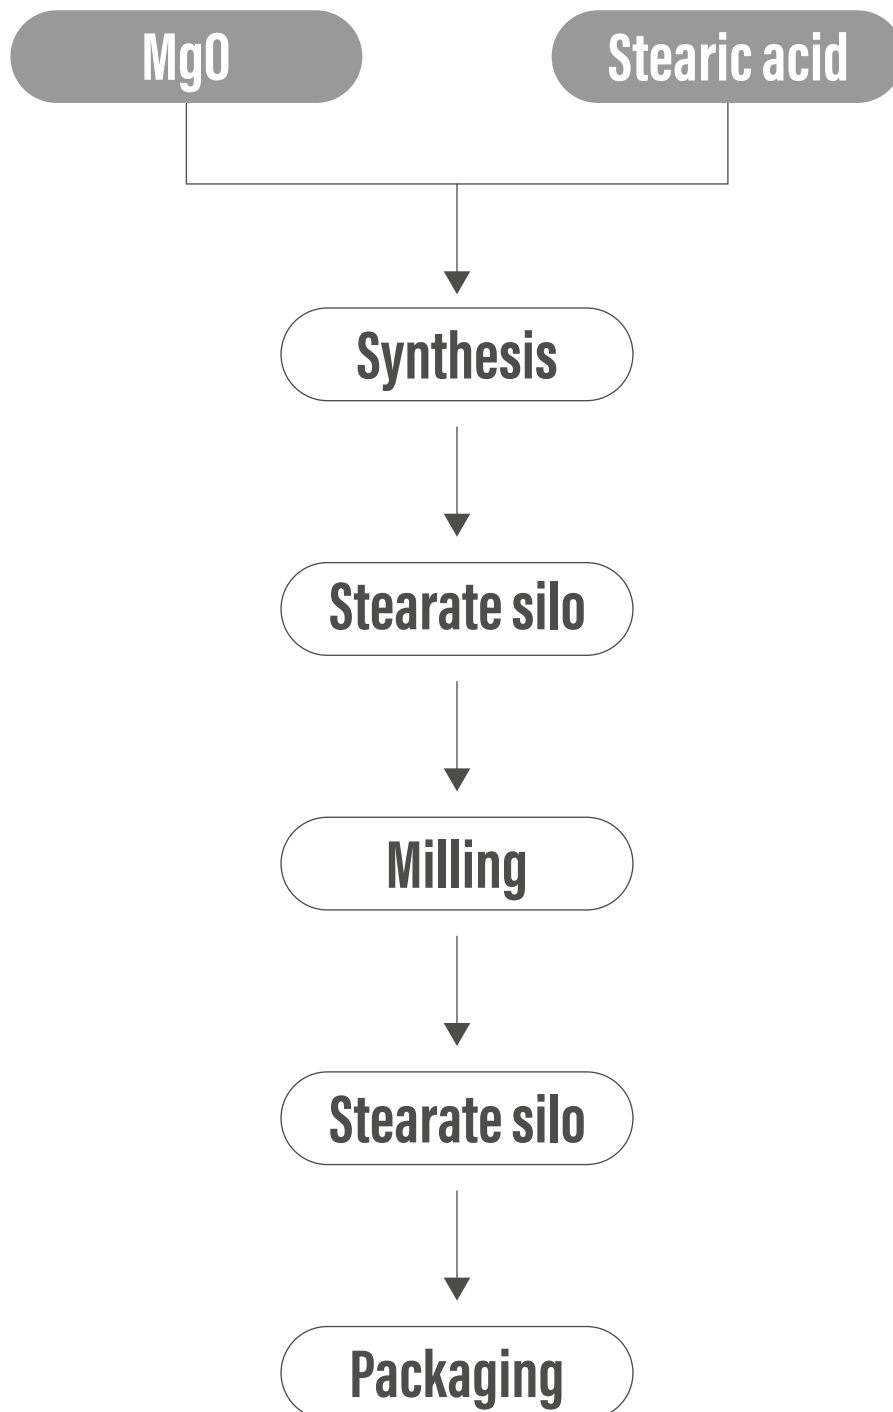 MgO
Stearic acid
Synthesis
Stearate silo
Milling
Stearate silo
Packaging